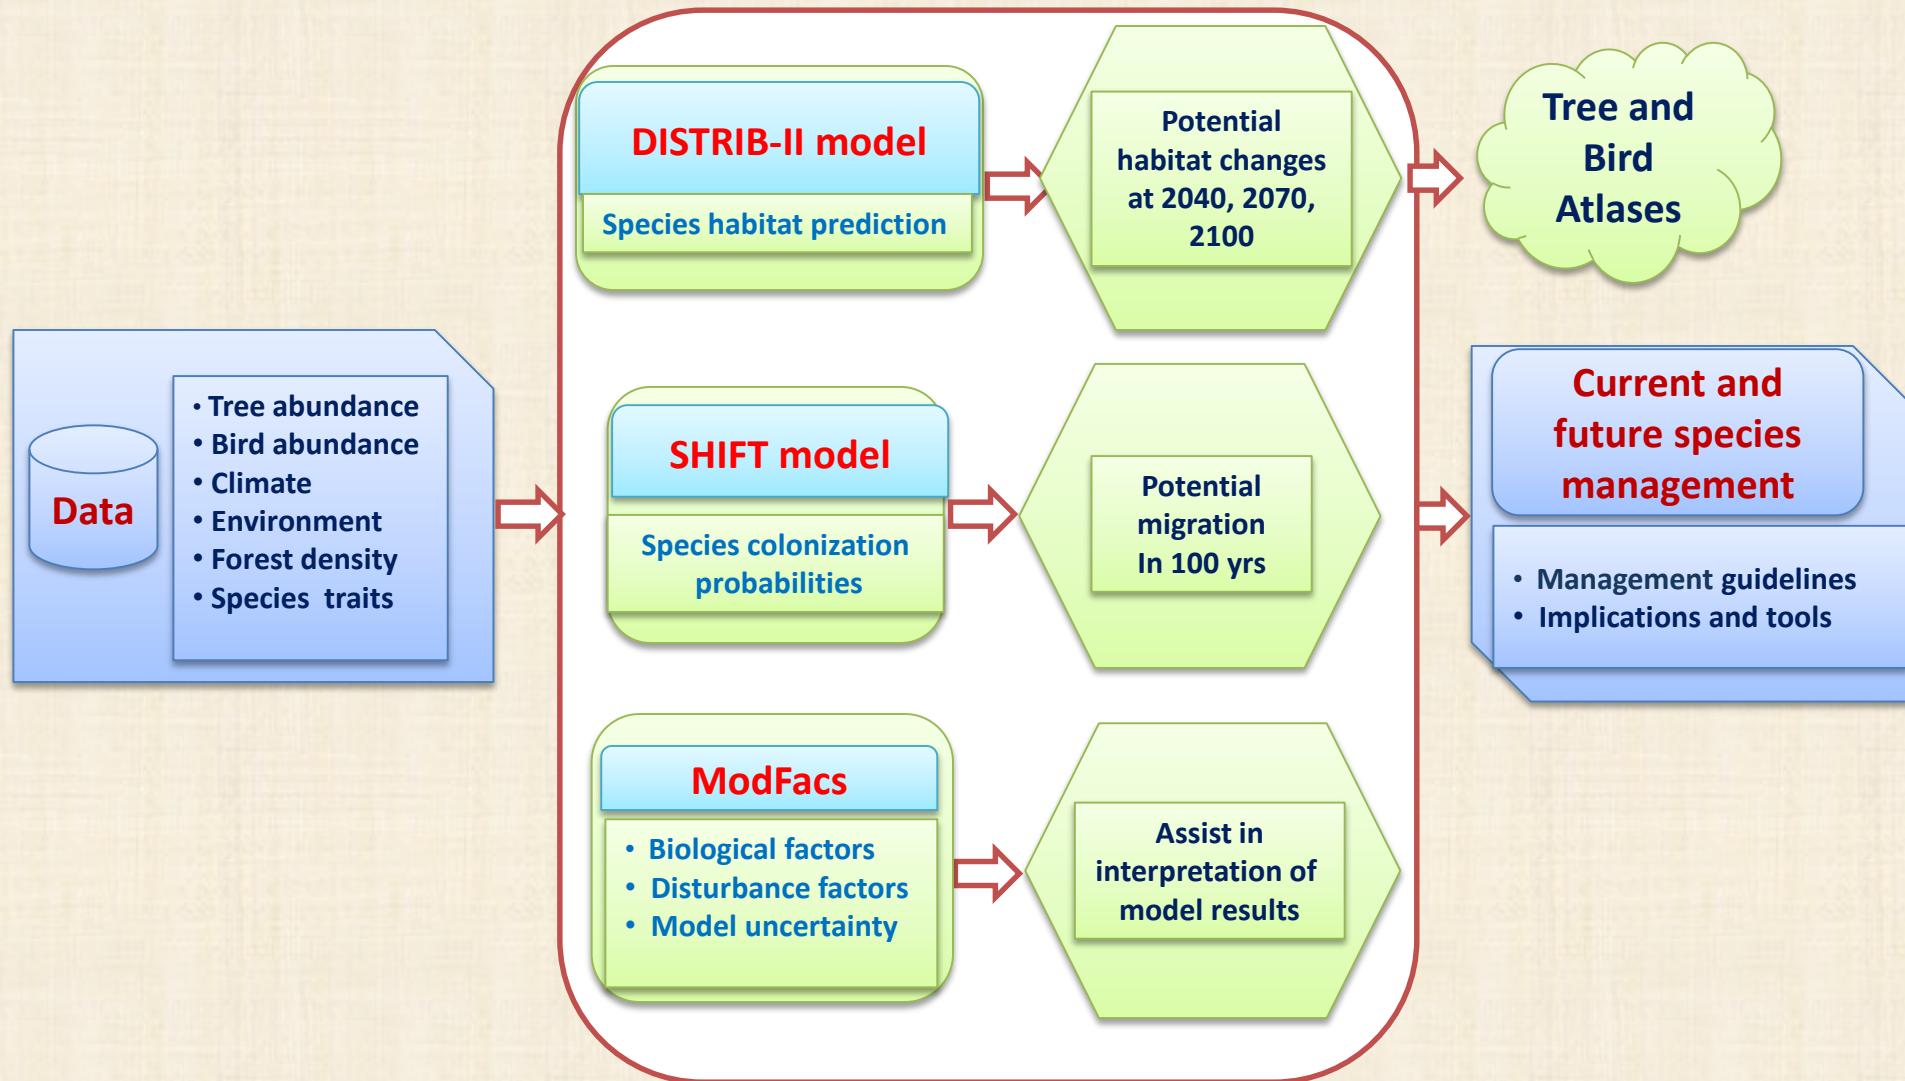 Data
• Tree abundance
• Bird abundance
• Climate
• Environment
• Forest density
• Species traits
DISTRIB-II model
Species habitat prediction
Potential
habitat changes
at 2040, 2070,
2100
SHIFT model
Species colonization
probabilities
Potential
migration
In 100 yrs
ModFacs
• Biological factors
• Disturbance factors
• Model uncertainty
Assist in
interpretation of
model results
Tree and
Bird
Atlases
Current and
future species
management
• Management guidelines
• Implications and tools